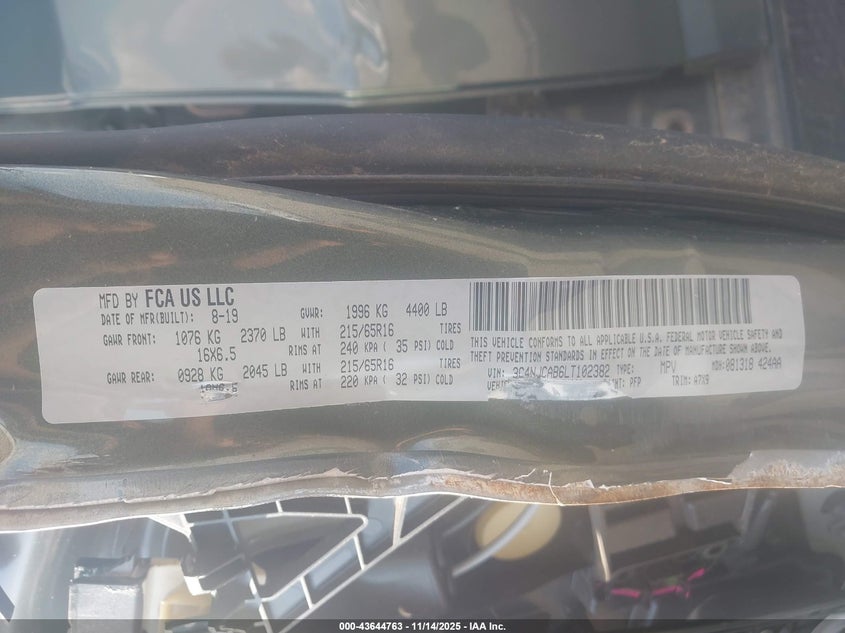 MFD BY FCA US LLC
DATE OF MFR(BUILT): 8-19 GVWR: 1996 KG 4400 LB
GAWR FRONT: 1076 KG 2370 LB WITH 215/65R16 TIRES
16X6.5 RIMS AT 240 KPA ( 35 PSI) COLD
GAWR REAR: 0928 KG 2045 LB WITH 215/65R16 TIRES
RIMS AT 220 KPA ( 32 PSI) COLD
THIS VEHICLE CONFORMS TO ALL APPLICABLE U.S.A. FEDERAL MOTOR VEHICLE SAFETY AND
THEFT PREVENTION STANDARDS IN EFFECT ON THE DATE OF MANUFACTURE SHOWN ABOVE.
VIN: 3C4NJCAB6LT102382 TYPE: MPV MDH: 081318 424AA
PFP TRIM: A7X9
000-43644763 - 11/14/2025 - IAA Inc.